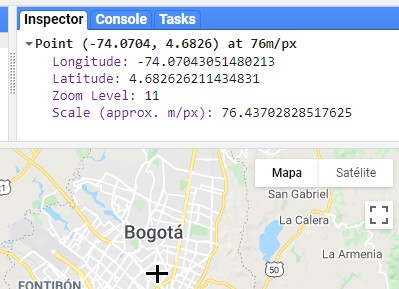 Inspector Console Tasks
Point (-74.0704, 4.6826) at 76m/px
Longitude: -74.07043051480213
Latitude: 4.682626211434831
Zoom Level: 11
Scale (approx. m/px): 76.43702828517625
Mapa Satélite
21
San Gabriel
La Calera
Bogotá
La Armenia
50
FONTIBÓN